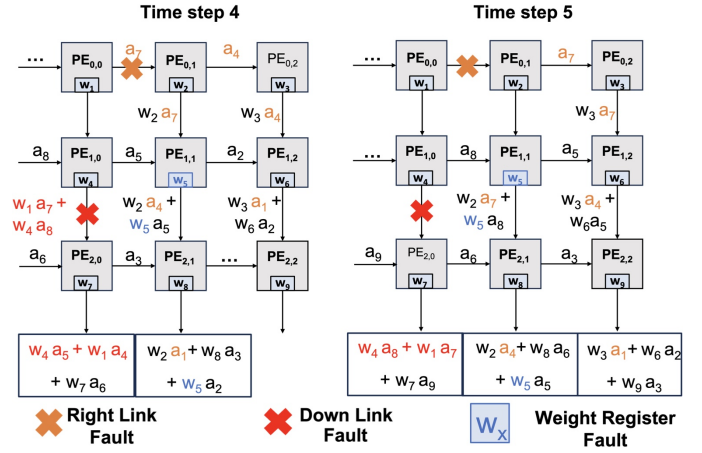 Time step 4
... a₇ a₄
PE₀,₀ PE₀,₁ PE₀,₂
w₁ w₂ w₃
w₂ a₇ w₃ a₄
a₈ a₅ a₂
PE₁,₀ PE₁,₁ PE₁,₂
w₄ w₅ w₆
w₁ a₇ + w₂ a₄ + w₃ a₁ +
w₄ a₈ w₅ a₅ w₆ a₂
a₆ a₃ ...
PE₂,₀ PE₂,₁ PE₂,₂
w₇ w₈ w₉
w₄ a₅ + w₁ a₄
+ w₇ a₆
w₂ a₁ + w₈ a₃
+ w₅ a₂
Time step 5
... a₇
PE₀,₀ PE₀,₁ PE₀,₂
w₁ w₂ w₃
w₃ a₇
... a₈ a₅
PE₁,₀ PE₁,₁ PE₁,₂
w₄ w₅ w₆
w₂ a₇ + w₃ a₄ +
w₅ a₈ w₆a₅
a₉ a₆ a₃
PE₂,₀ PE₂,₁ PE₂,₂
w₇ w₈ w₉
w₄ a₈ + w₁ a₇
+ w₇ a₉
w₂ a₄ + w₈ a₆
+ w₅ a₅
w₃ a₁ + w₆ a₂
+ w₉ a₃
Right Link
Fault
Down Link
Fault
wₓ
Weight Register
Fault